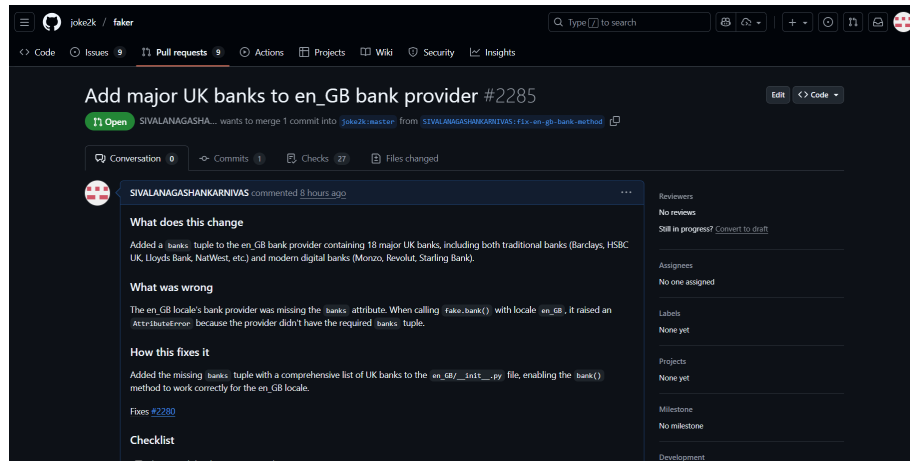 joke2k / faker
Type / to search
Code Issues 9 Pull requests 9 Actions Projects Wiki Security Insights
Add major UK banks to en_GB bank provider #2285
Edit <> Code
Open SIVALANAGASHA... wants to merge 1 commit into joke2k:master from SIVALANAGASHANKARNIVAS:fix-en-gb-bank-method
Conversation 0 Commits 1 Checks 27 Files changed
SIVALANAGASHANKARNIVAS commented 8 hours ago
What does this change
Added a banks tuple to the en_GB bank provider containing 18 major UK banks, including both traditional banks (Barclays, HSBC
UK, Lloyds Bank, NatWest, etc.) and modern digital banks (Monzo, Revolut, Starling Bank).
What was wrong
The en_GB locale's bank provider was missing the banks attribute. When calling fake.bank() with locale en_GB, it raised an
AttributeError because the provider didn't have the required banks tuple.
How this fixes it
Added the missing banks tuple with a comprehensive list of UK banks to the en_GB/__init__.py file, enabling the bank()
method to work correctly for the en_GB locale.
Fixes #2280
Checklist
Reviewers
No reviews
Still in progress? Convert to draft
Assignees
No one assigned
Labels
None yet
Projects
None yet
Milestone
No milestone
Development